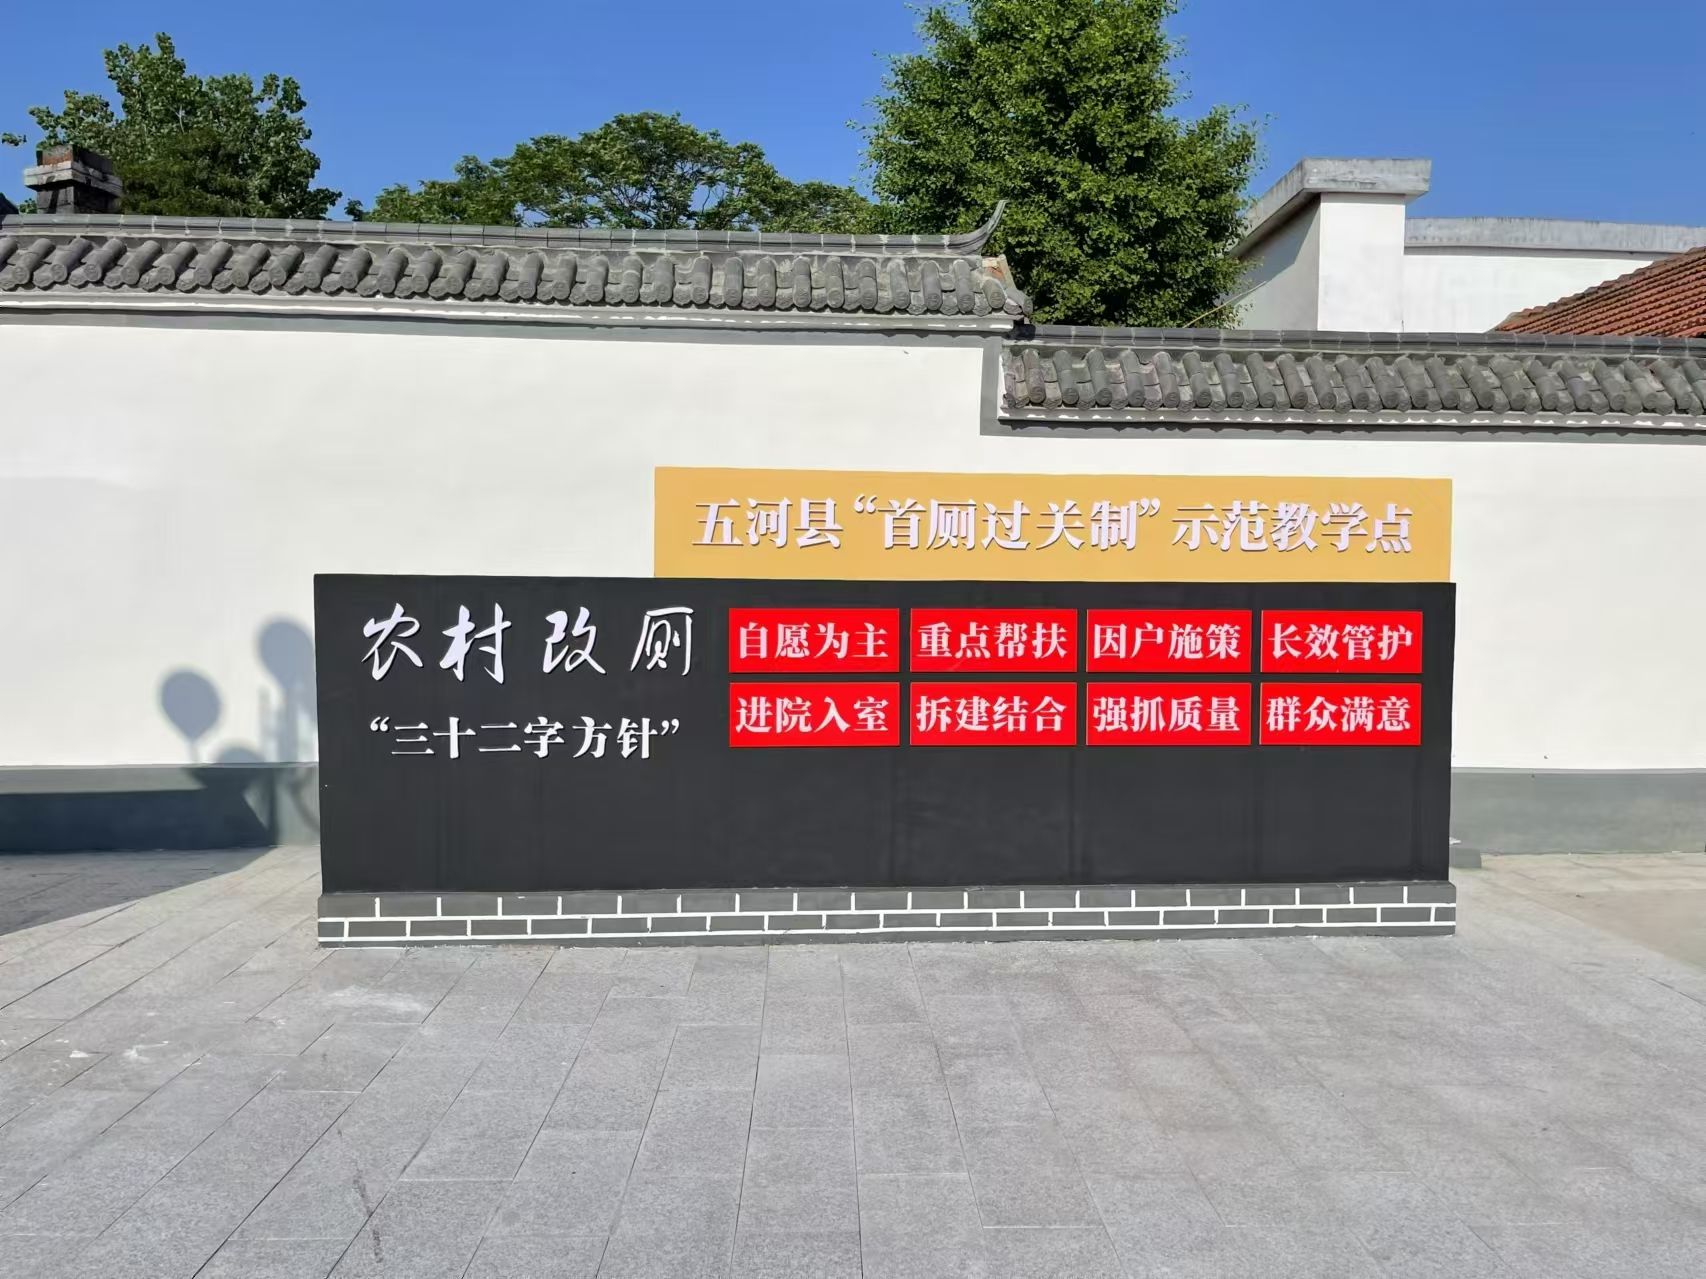 五河县“首厕过关制”示范教学点
农村改厕
“三十二字方针”
自愿为主 重点帮扶 因户施策 长效管护
进院入室 拆建结合 强抓质量 群众满意